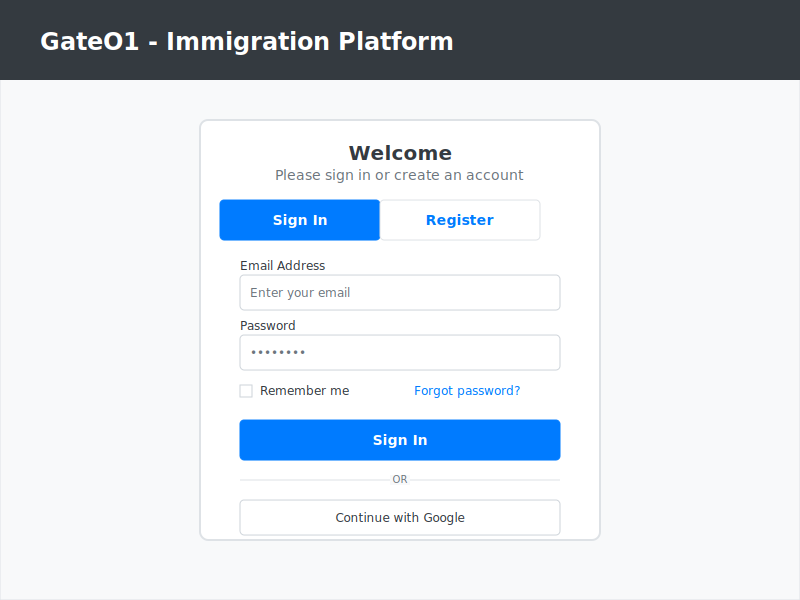 GateO1 - Immigration Platform
Welcome
Please sign in or create an account
Sign In
Register
Email Address
Enter your email
Password
••••••••
Remember me
Forgot password?
Sign In
OR
Continue with Google